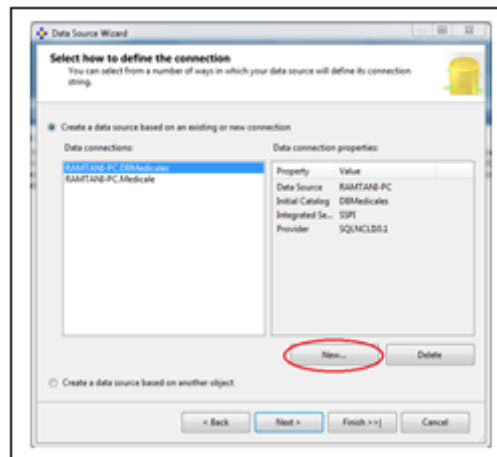 Data Source Wizard
Select how to define the connection
You can select from a number of ways in which your data source will define its connection
string.
Create a data source based on an existing or new connection
Data connections:
RAMTANI-PC.DBMedicales
RAMTANI-PC.Medicale
Data connection properties:
Property Value
Data Source RAMTANI-PC
Initial Catalog DBMedicales
Integrated Se... SSPI
Provider SQLNCLI10.1
New...
Delete
Create a data source based on another object
< Back
Next >
Finish >>|
Cancel